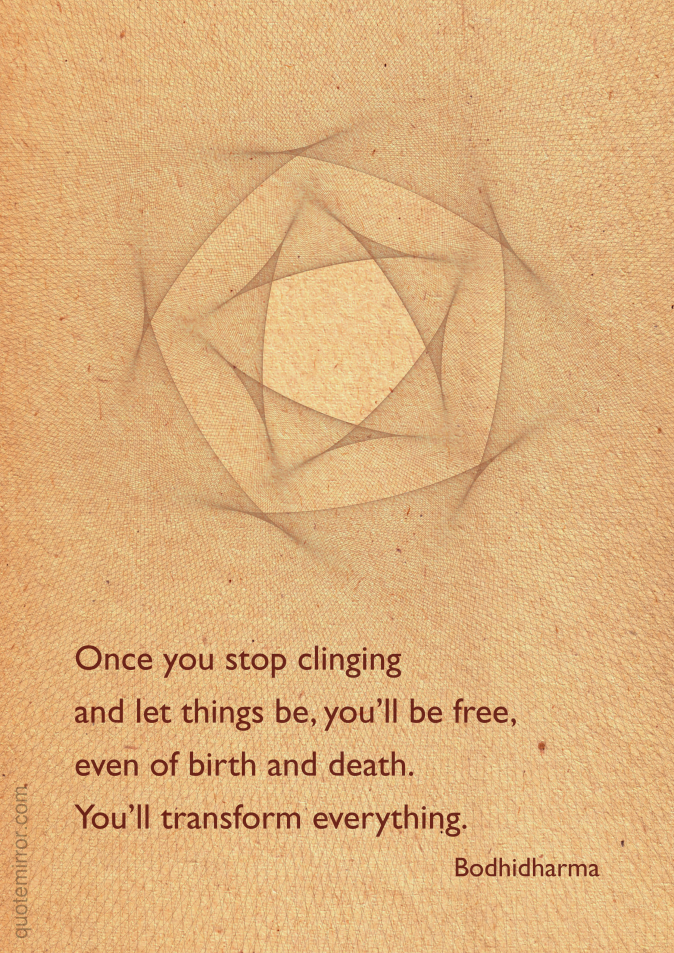 Once you stop clinging
and let things be, you'll be free,
even of birth and death.
You'll transform everything.
Bodhidharma
quotemirror.com